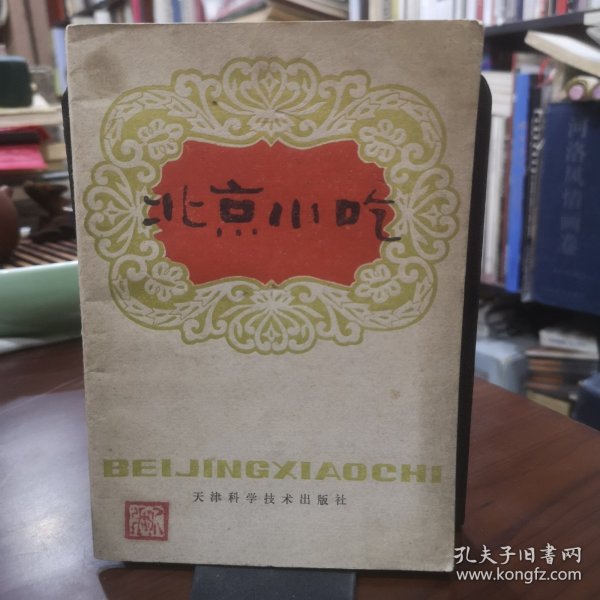 北京小吃
BEIJINGXIAOCHI
天津科学技术出版社
河洛风情画卷
孔夫子旧书网
www.kongfz.com